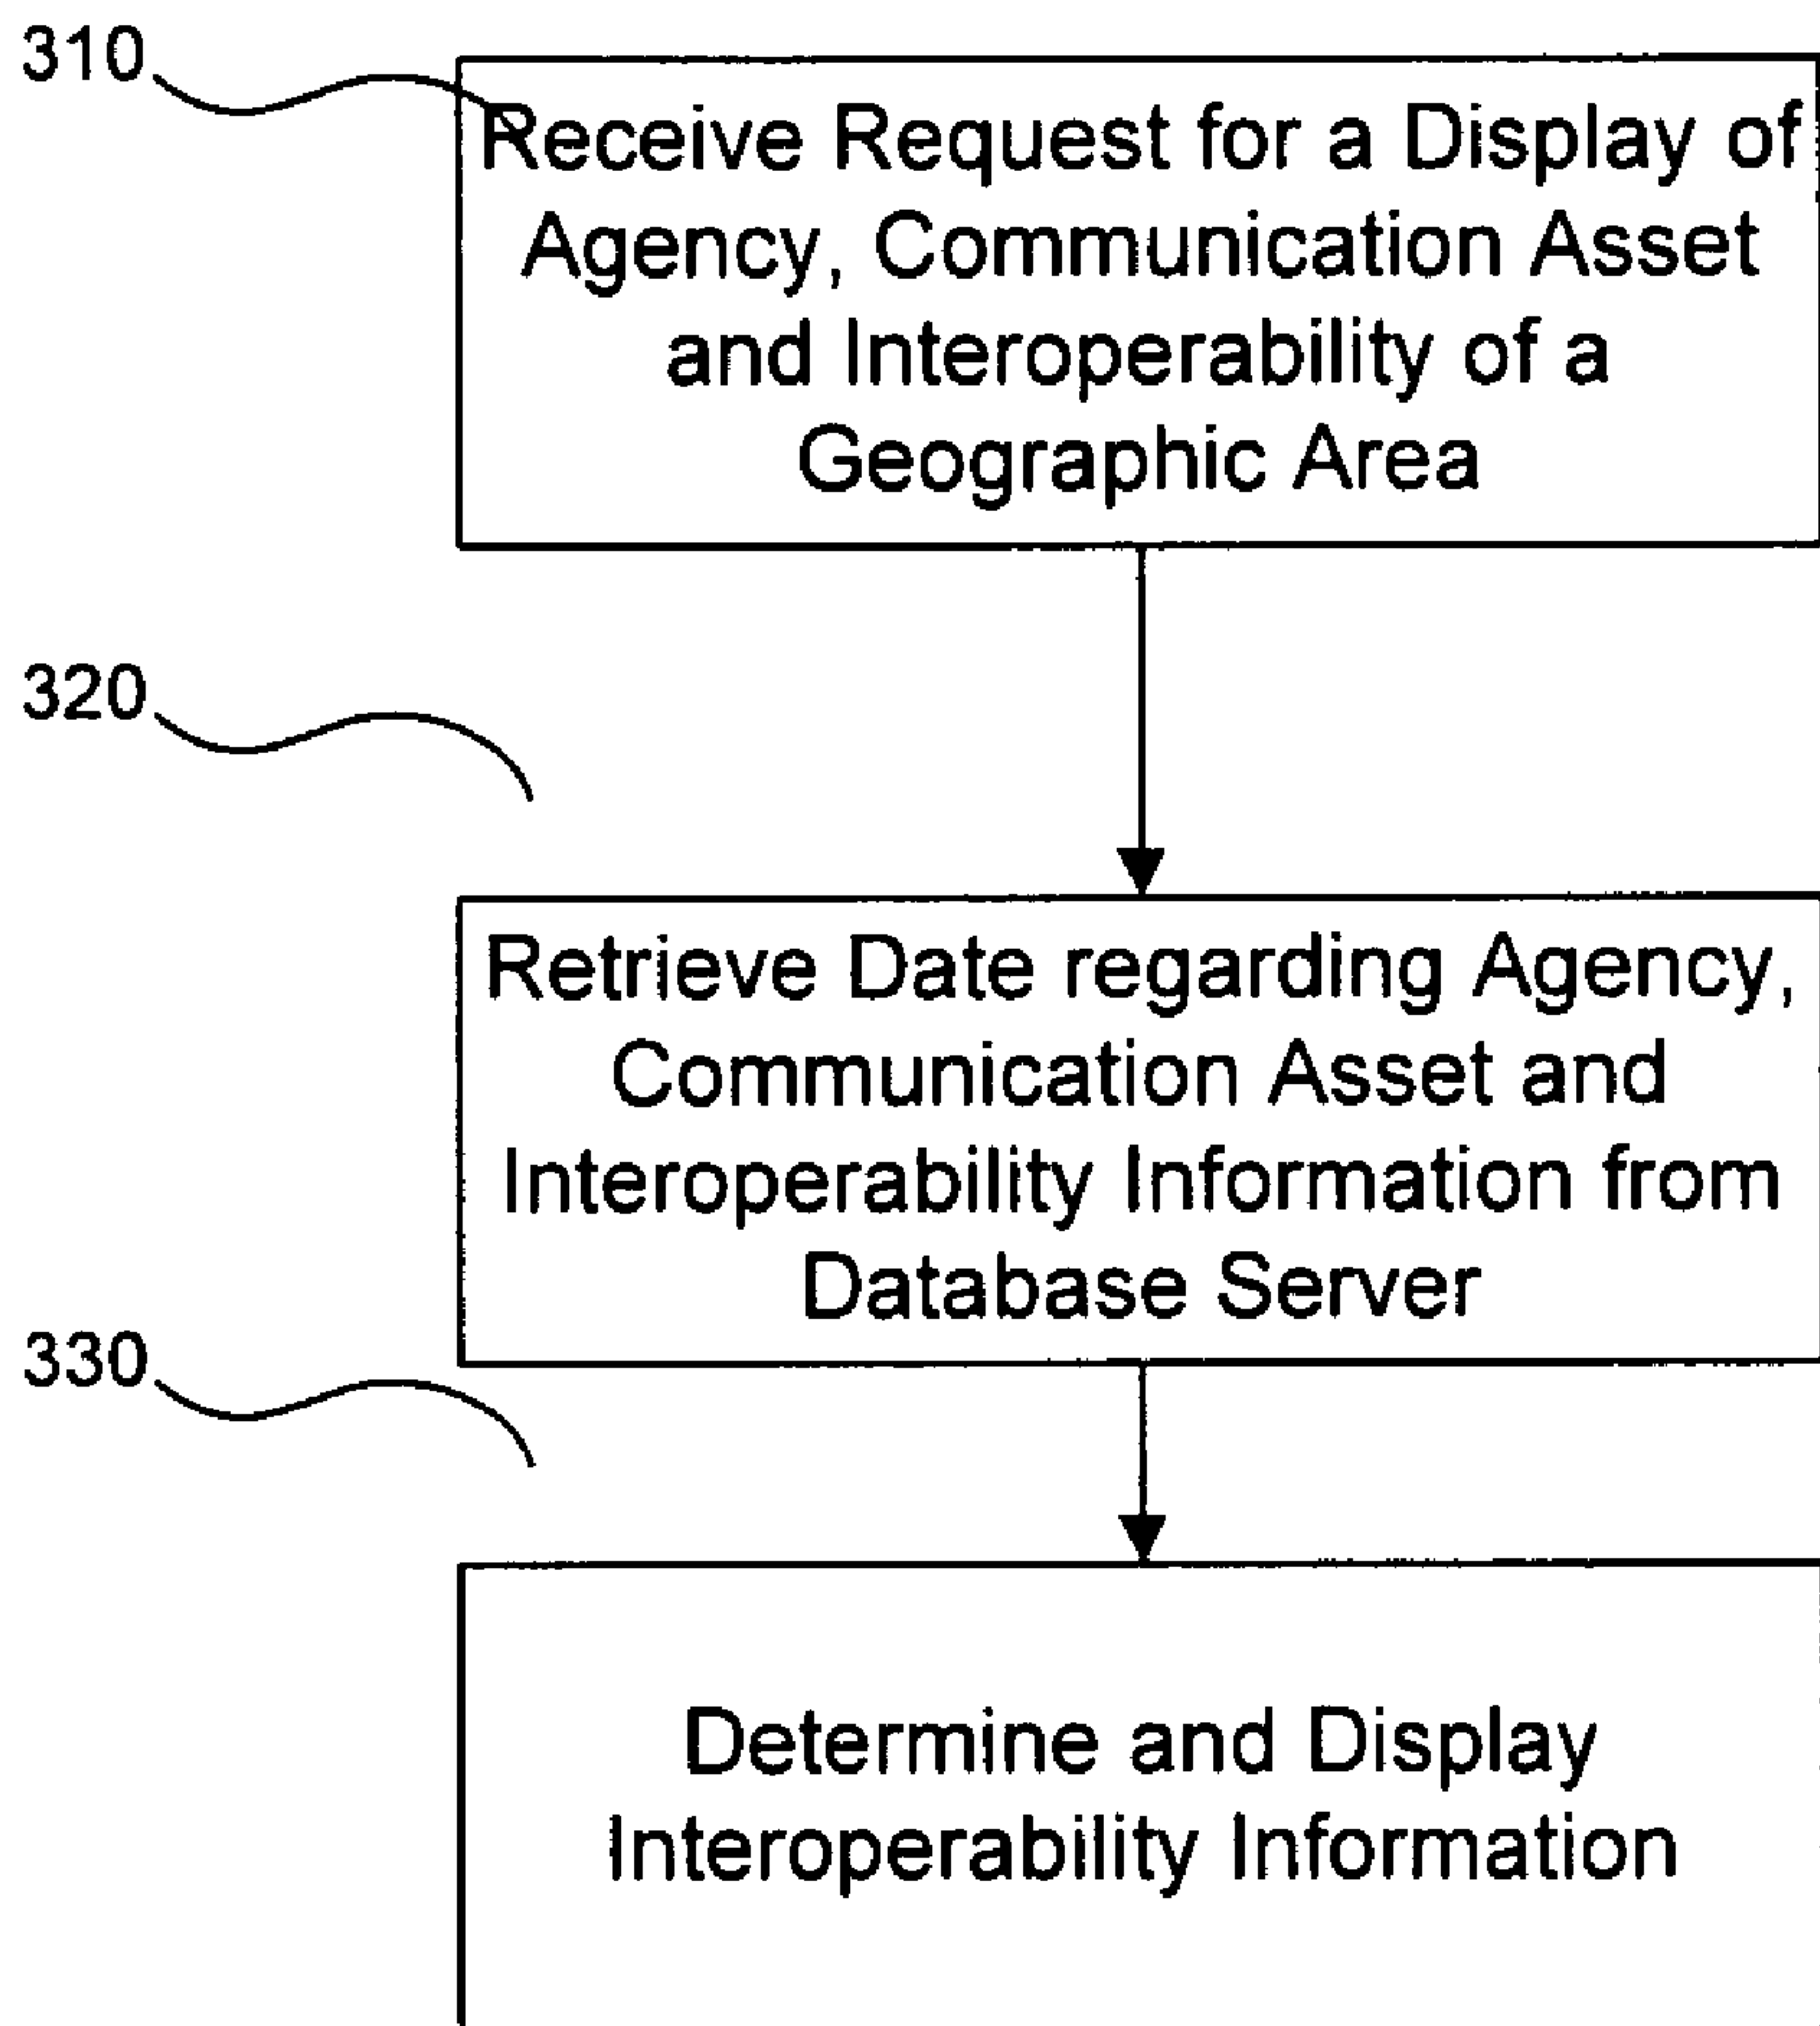 310
Receive Request for a Display of
Agency, Communication Asset
and Interoperability of a
Geographic Area
320
Retrieve Date regarding Agency,
Communication Asset and
Interoperability Information from
Database Server
330
Determine and Display
Interoperability Information